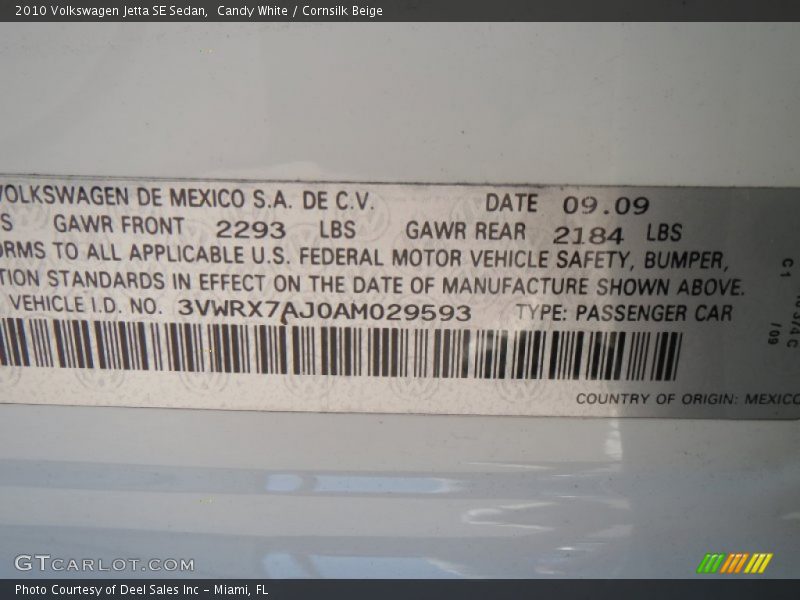 2010 Volkswagen Jetta SE Sedan, Candy White / Cornsilk Beige
VOLKSWAGEN DE MEXICO S.A. DE C.V. DATE 09.09
S GAWR FRONT 2293 LBS GAWR REAR 2184 LBS
ORMS TO ALL APPLICABLE U.S. FEDERAL MOTOR VEHICLE SAFETY, BUMPER,
TION STANDARDS IN EFFECT ON THE DATE OF MANUFACTURE SHOWN ABOVE.
VEHICLE I.D. NO. 3VWRX7AJ0AM029593 TYPE: PASSENGER CAR
COUNTRY OF ORIGIN: MEXICO
C1
/09
GTCARLOT.COM
Photo Courtesy of Deel Sales Inc – Miami, FL